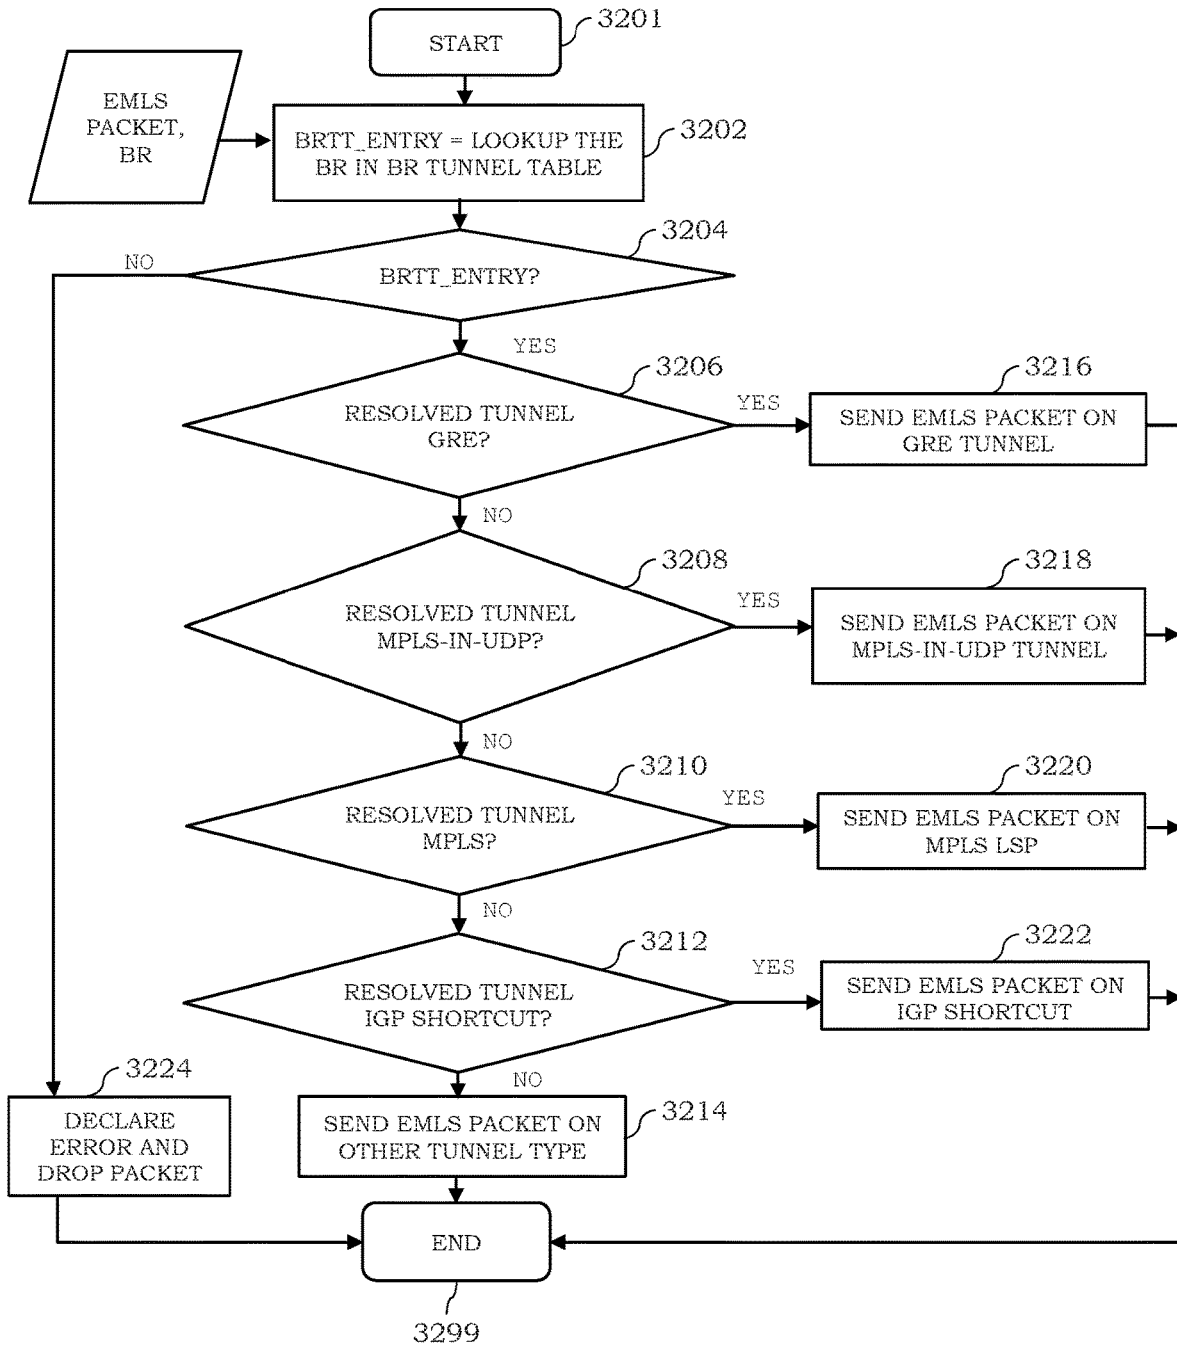 3201
START
EMLS
PACKET,
BR
3202
BRTT_ENTRY = LOOKUP THE
BR IN BR TUNNEL TABLE
3204
NO
BRTT_ENTRY?
YES
3206
RESOLVED TUNNEL
GRE?
YES
3216
SEND EMLS PACKET ON
GRE TUNNEL
NO
3208
RESOLVED TUNNEL
MPLS-IN-UDP?
YES
3218
SEND EMLS PACKET ON
MPLS-IN-UDP TUNNEL
NO
3210
RESOLVED TUNNEL
MPLS?
YES
3220
SEND EMLS PACKET ON
MPLS LSP
NO
3212
RESOLVED TUNNEL
IGP SHORTCUT?
YES
3222
SEND EMLS PACKET ON
IGP SHORTCUT
NO
3224
DECLARE
ERROR AND
DROP PACKET
3214
SEND EMLS PACKET ON
OTHER TUNNEL TYPE
END
3299